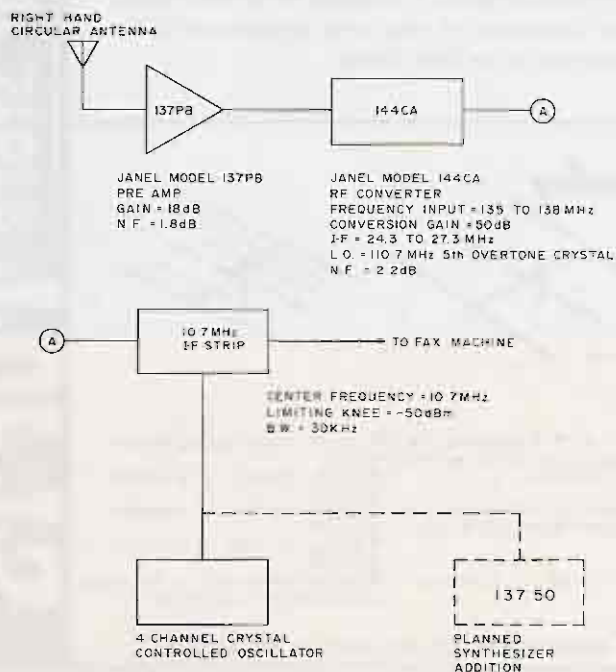 RIGHT HAND
CIRCULAR ANTENNA
137PB
144CA
A
JANEL MODEL 137PB
PRE AMP
GAIN = 18dB
N F. = 1.8dB
JANEL MODEL 144CA
RF CONVERTER
FREQUENCY INPUT = 135 TO 138 MHz
CONVERSION GAIN = 50dB
I-F = 24.3 TO 27.3 MHz
L O. = 110.7 MHz 5th OVERTONE CRYSTAL
N.F. = 2.2dB
A
10.7MHz
I-F STRIP
TO FAX MACHINE
CENTER FREQUENCY = 10.7MHz
LIMITING KNEE = -50dBm
B.W. = 30KHz
137 50
4 CHANNEL CRYSTAL
CONTROLLED OSCILLATOR
PLANNED
SYNTHESIZER
ADDITION